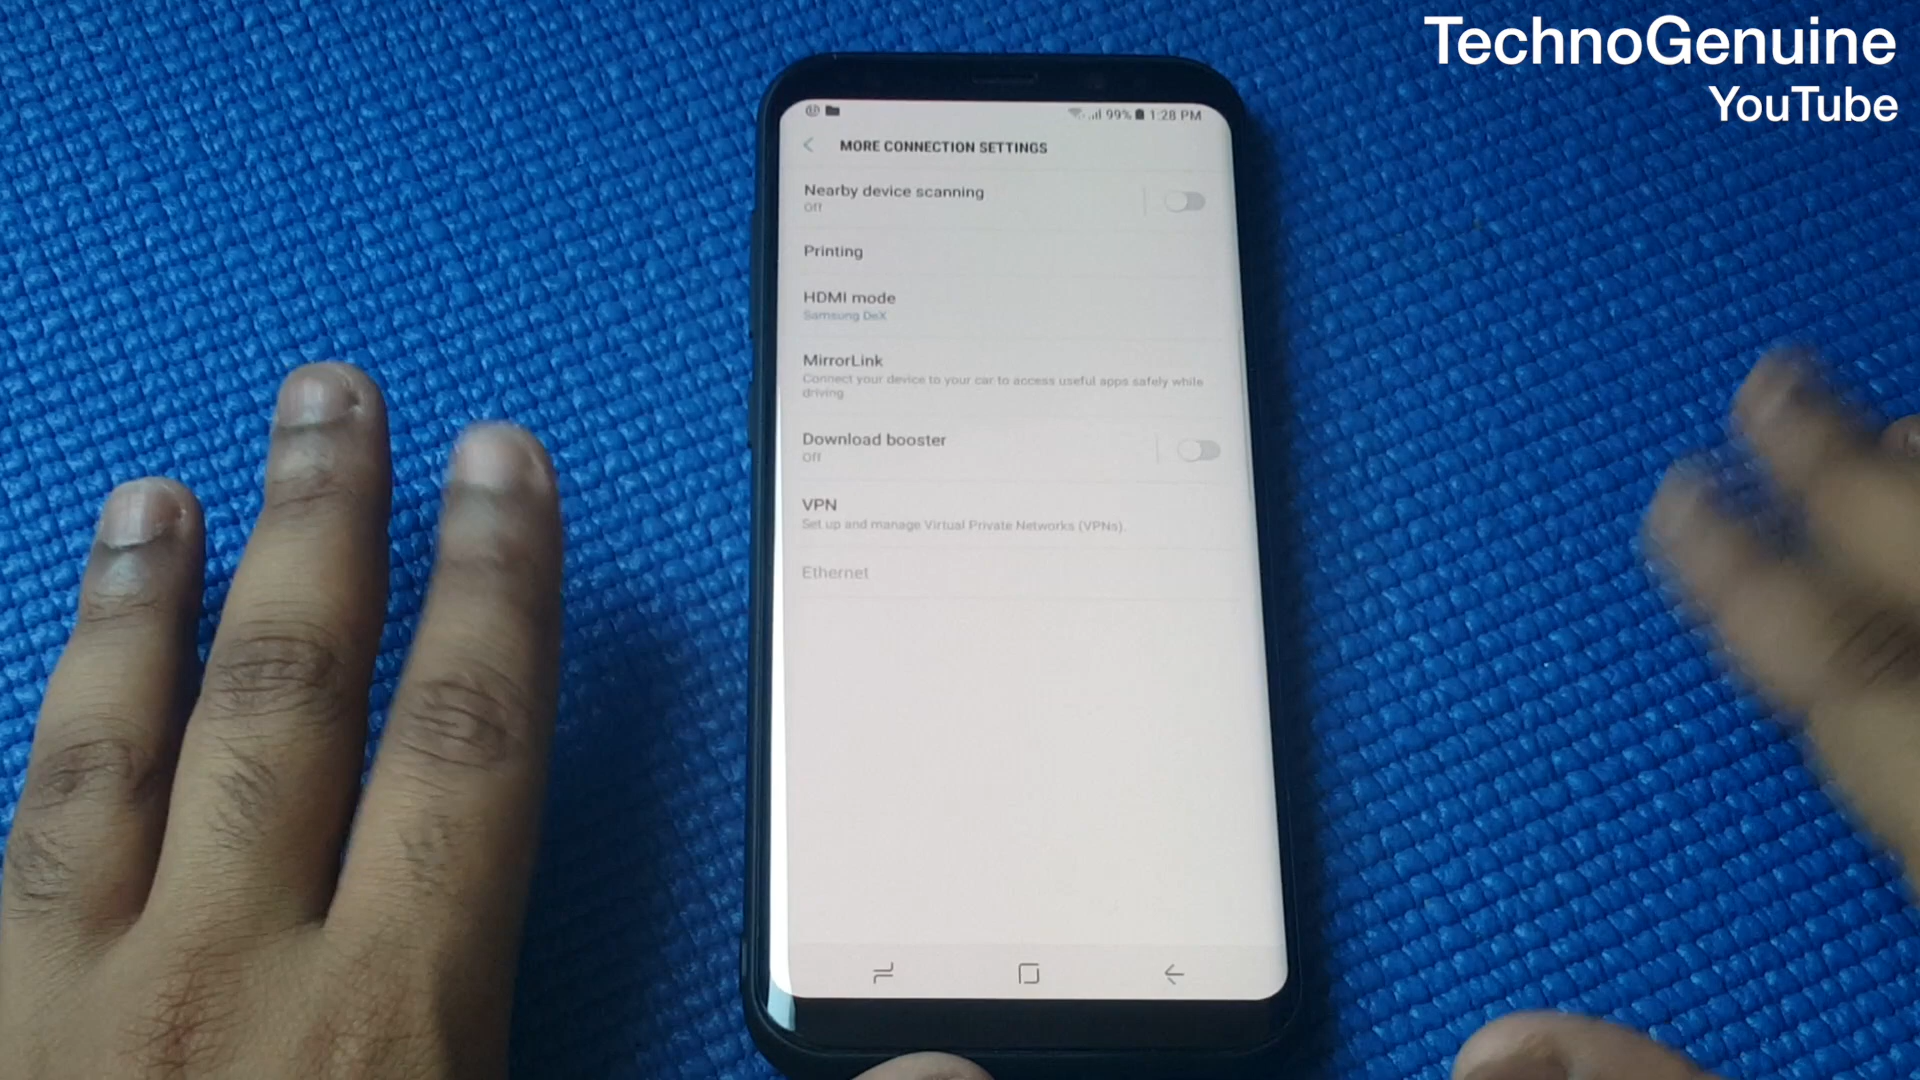 TechnoGenuine
YouTube
99% 1:28 PM
MORE CONNECTION SETTINGS
Nearby device scanning
Off
Printing
HDMI mode
Samsung DeX
MirrorLink
Connect your device to your car to access useful apps safely while
driving
Download booster
Off
VPN
Set up and manage Virtual Private Networks (VPNs).
Ethernet